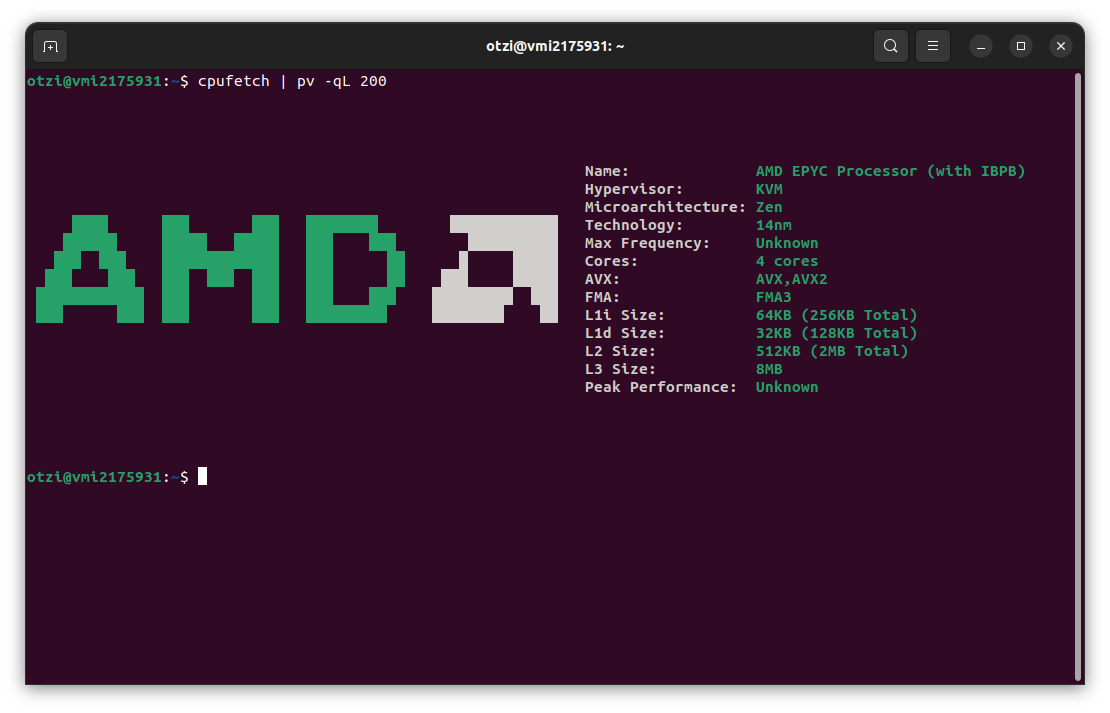 otzi@vmi2175931: ~
otzi@vmi2175931:~$ cpufetch | pv -qL 200
AMD
Name: AMD EPYC Processor (with IBPB)
Hypervisor: KVM
Microarchitecture: Zen
Technology: 14nm
Max Frequency: Unknown
Cores: 4 cores
AVX: AVX,AVX2
FMA: FMA3
L1i Size: 64KB (256KB Total)
L1d Size: 32KB (128KB Total)
L2 Size: 512KB (2MB Total)
L3 Size: 8MB
Peak Performance: Unknown
otzi@vmi2175931:~$